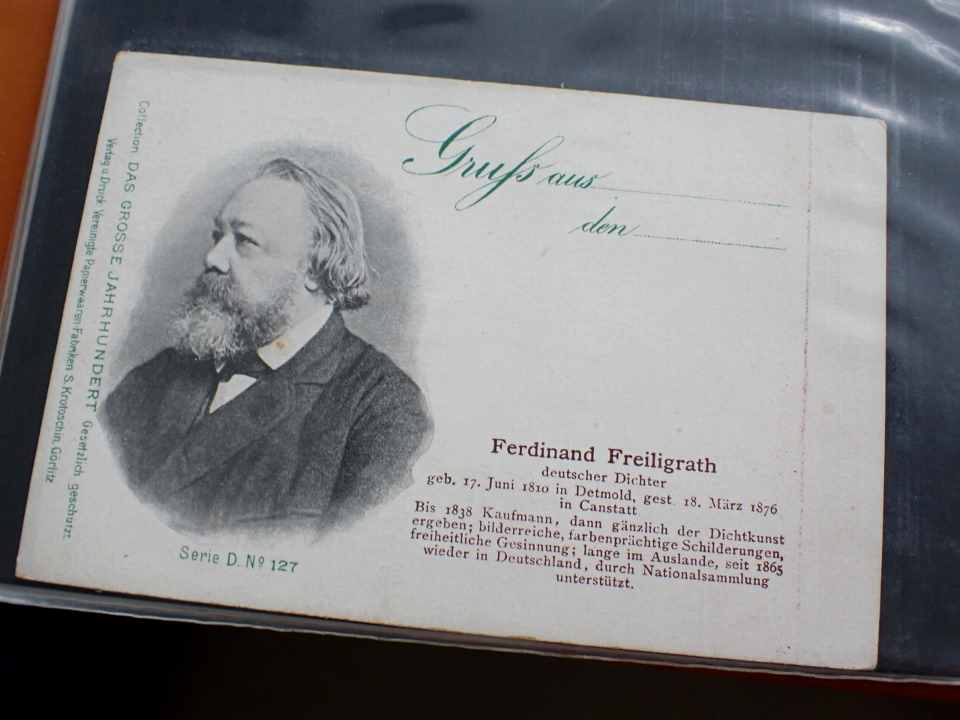 Collection DAS GROSSE JAHRHUNDERT Gesetzlich geschützt.
Verlag u. Druck Vereinigte Papierwaaren-Fabriken S. Krotoschin, Görlitz
Gruss aus
den
Ferdinand Freiligrath
deutscher Dichter
geb. 17. Juni 1810 in Detmold, gest. 18. März 1876
in Canstatt
Bis 1838 Kaufmann, dann gänzlich der Dichtkunst
ergeben; bilderreiche, farbenprächtige Schilderungen,
freiheitliche Gesinnung; lange im Auslande, seit 1865
wieder in Deutschland, durch Nationalsammlung
unterstützt.
Serie D. Nº 127